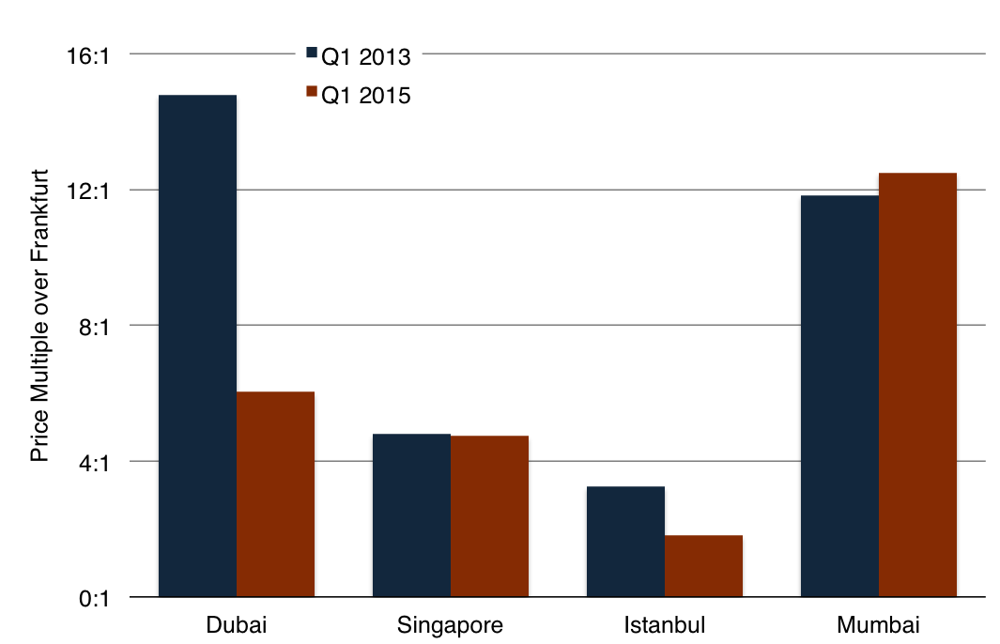 Q1 2013
Q1 2015
Price Multiple over Frankfurt
16:1
12:1
8:1
4:1
0:1
Dubai
Singapore
Istanbul
Mumbai